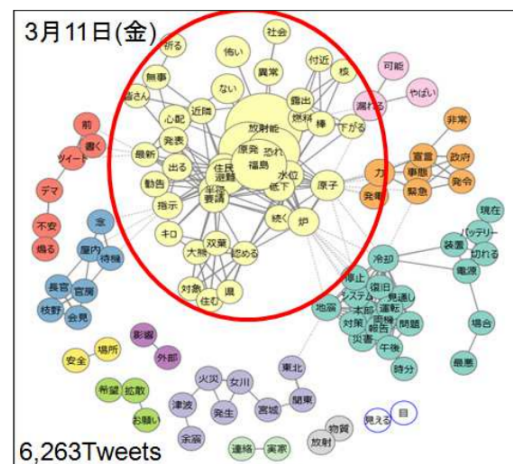 3月11日(金)
社会
祈る
怖い
異常
付近
核
可能
無事
皆さん
ない
露出
燃料
棒
下がる
漏れる
やばい
心配
近隣
放射能
前
書く
ツイート
発表
原発
恐れ
最新
出る
住民
避難
福島
水位
低下
原子
力
発電
非常
宣言
事態
政府
緊急
発令
デマ
勧告
半径
要請
指示
続く
炉
不安
煽る
念
屋内
待機
キロ
双葉
大熊
認める
現在
バッテリー
装置
切れる
電源
冷却
停止
長官
官房
枝野
会見
対象
住む
県
地震
システム
復旧
見通し
本部
運転
対策
報告
問題
災害
午後
時分
場合
最悪
影響
外部
安全
場所
東北
火災
女川
関東
希望
拡散
お願い
津波
発生
宮城
余震
物質
放射
見える
目
連絡
実家
6,263Tweets